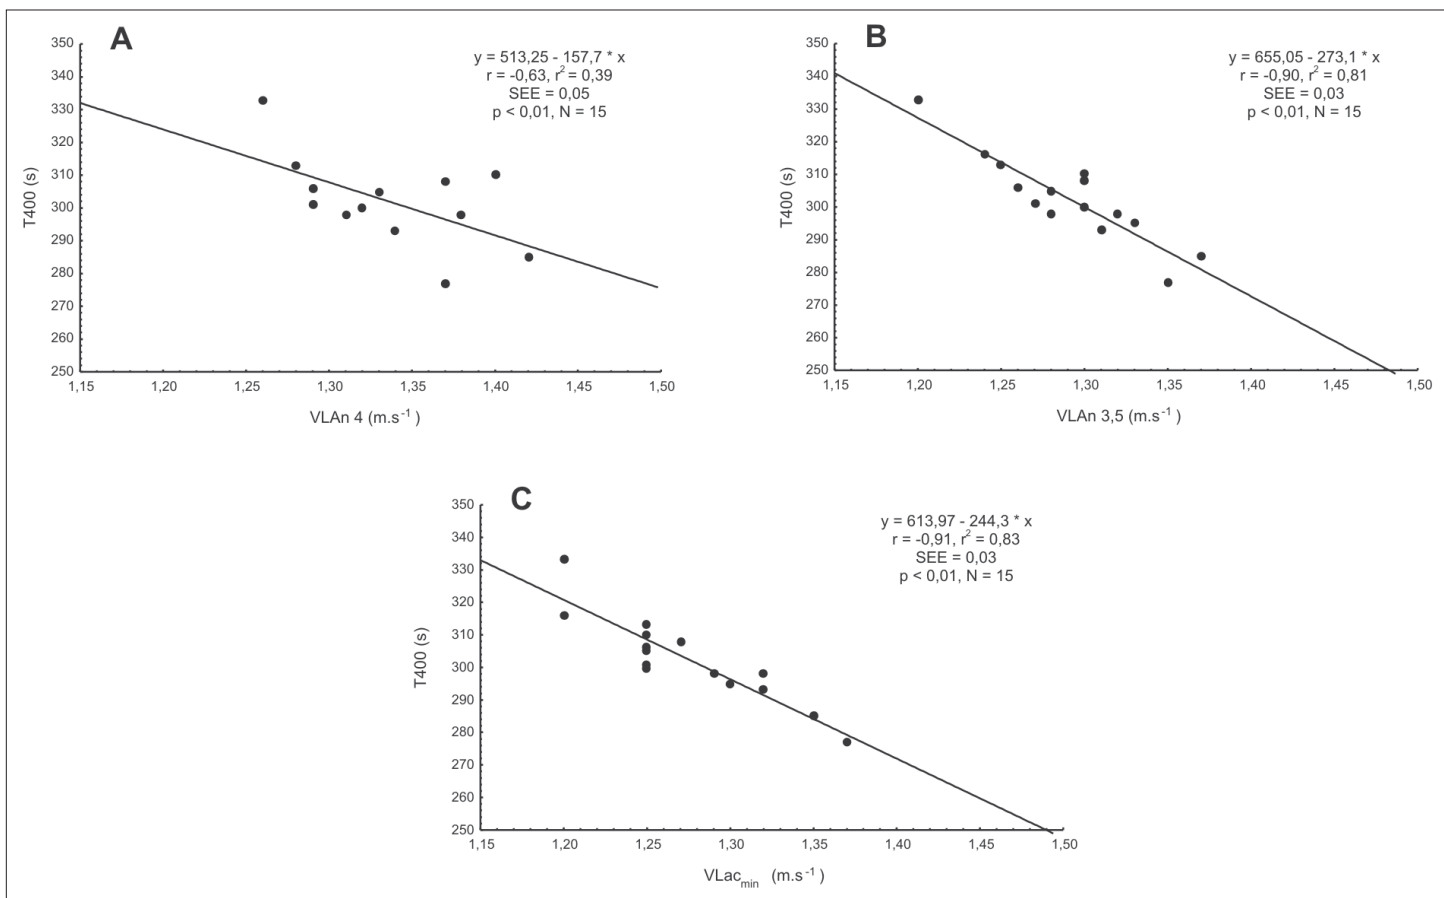 A
y = 513,25 - 157,7 * x
r = -0,63, r² = 0,39
SEE = 0,05
p < 0,01, N = 15
350
340
330
320
310
300
290
280
270
260
250
T400 (s)
1,15 1,20 1,25 1,30 1,35 1,40 1,45 1,50
VLAn 4 (m.s⁻¹ )
B
y = 655,05 - 273,1 * x
r = -0,90, r² = 0,81
SEE = 0,03
p < 0,01, N = 15
350
340
330
320
310
300
290
280
270
260
250
T400 (s)
1,15 1,20 1,25 1,30 1,35 1,40 1,45 1,50
VLAn 3,5 (m.s⁻¹ )
C
y = 613,97 - 244,3 * x
r = -0,91, r² = 0,83
SEE = 0,03
p < 0,01, N = 15
350
340
330
320
310
300
290
280
270
260
250
T400 (s)
1,15 1,20 1,25 1,30 1,35 1,40 1,45 1,50
VLac_min (m.s⁻¹ )